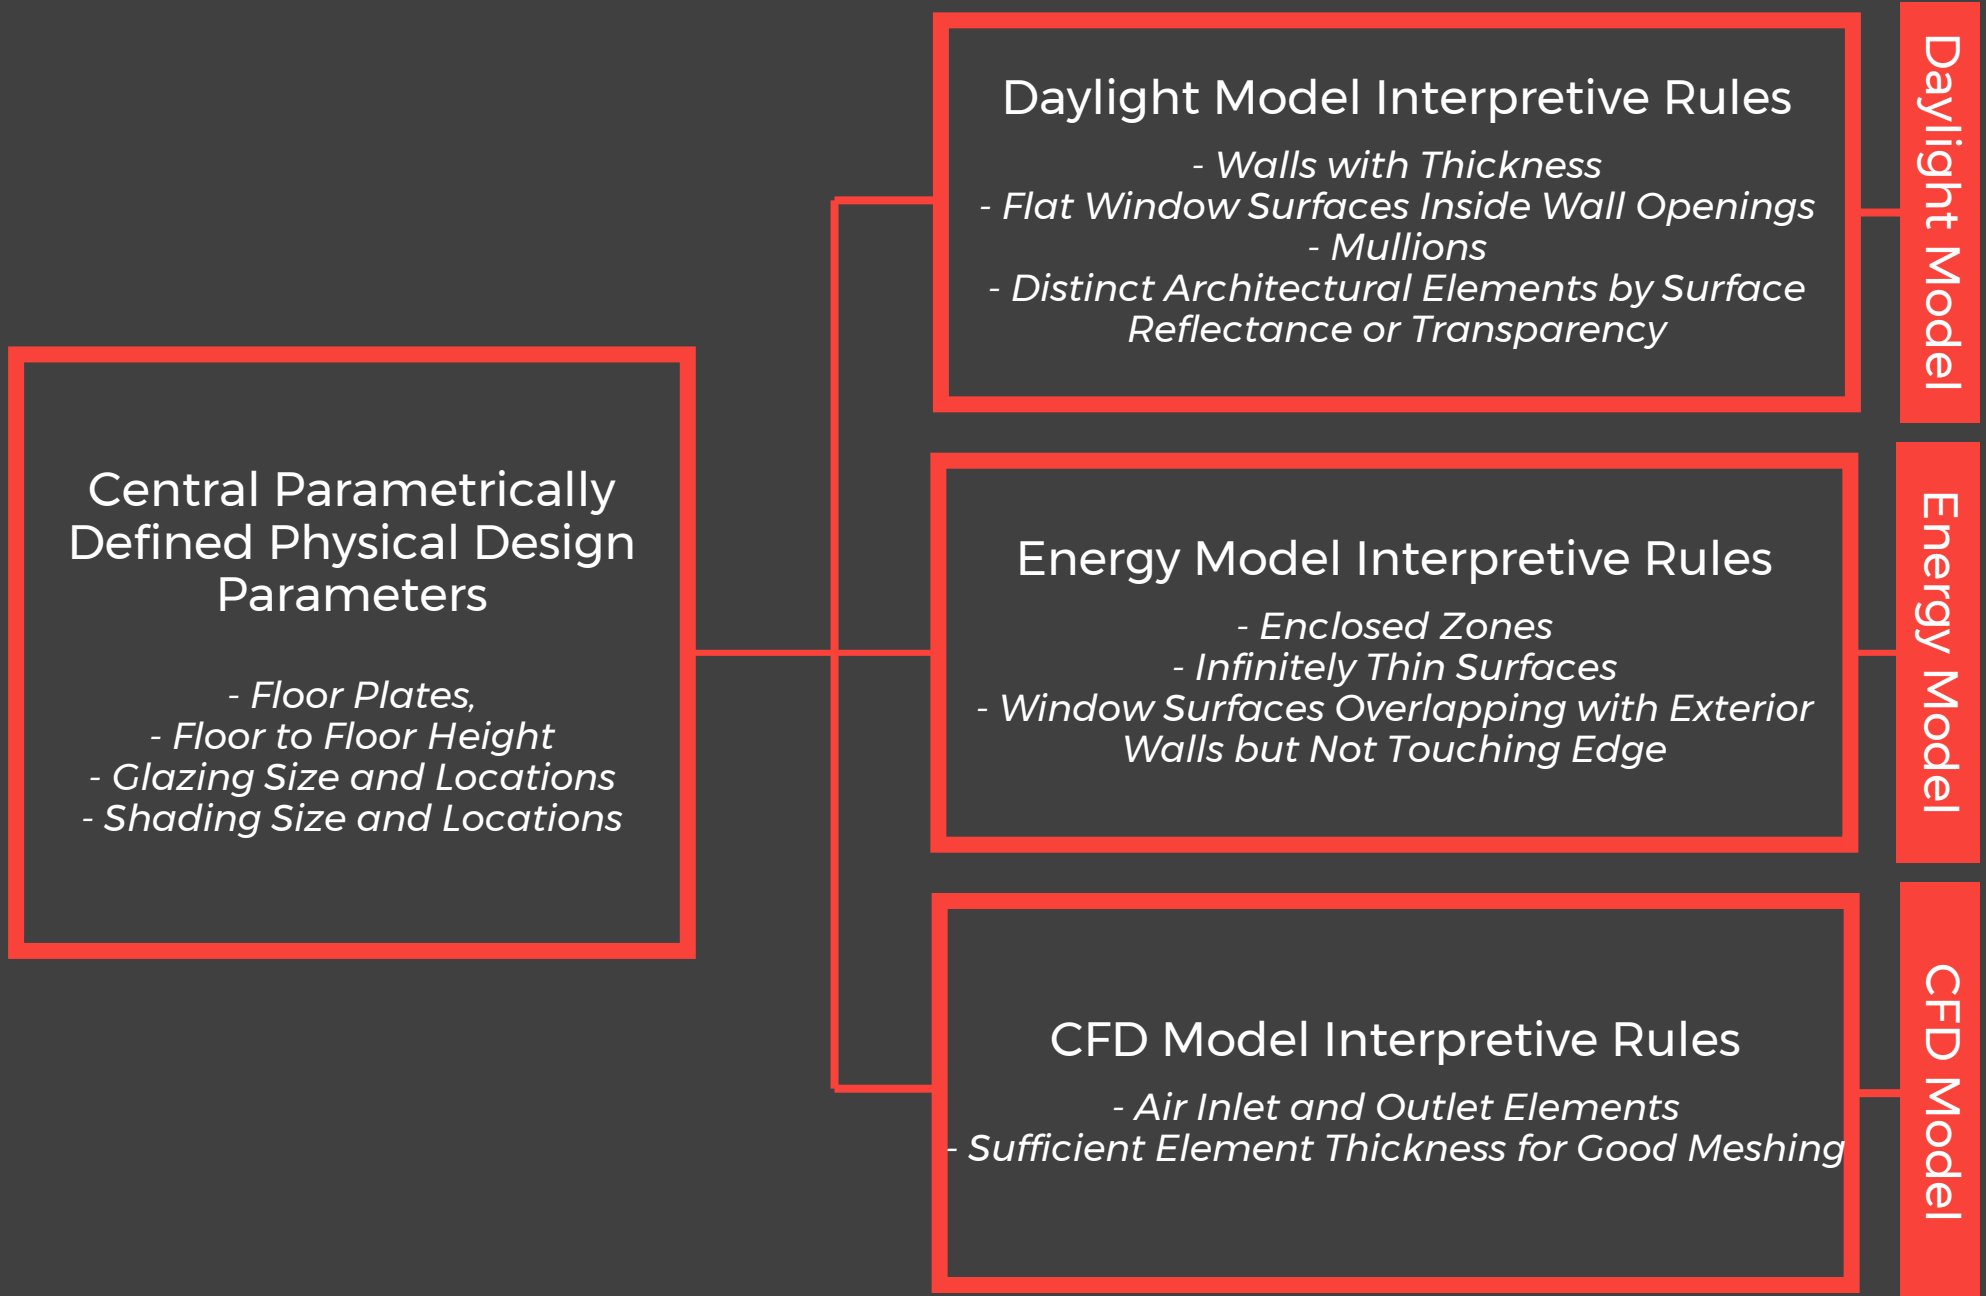 Central Parametrically
Defined Physical Design
Parameters
- Floor Plates,
- Floor to Floor Height
- Glazing Size and Locations
- Shading Size and Locations
Daylight Model Interpretive Rules
- Walls with Thickness
- Flat Window Surfaces Inside Wall Openings
- Mullions
- Distinct Architectural Elements by Surface
Reflectance or Transparency
Daylight Model
Energy Model Interpretive Rules
- Enclosed Zones
- Infinitely Thin Surfaces
- Window Surfaces Overlapping with Exterior
Walls but Not Touching Edge
Energy Model
CFD Model Interpretive Rules
- Air Inlet and Outlet Elements
- Sufficient Element Thickness for Good Meshing
CFD Model